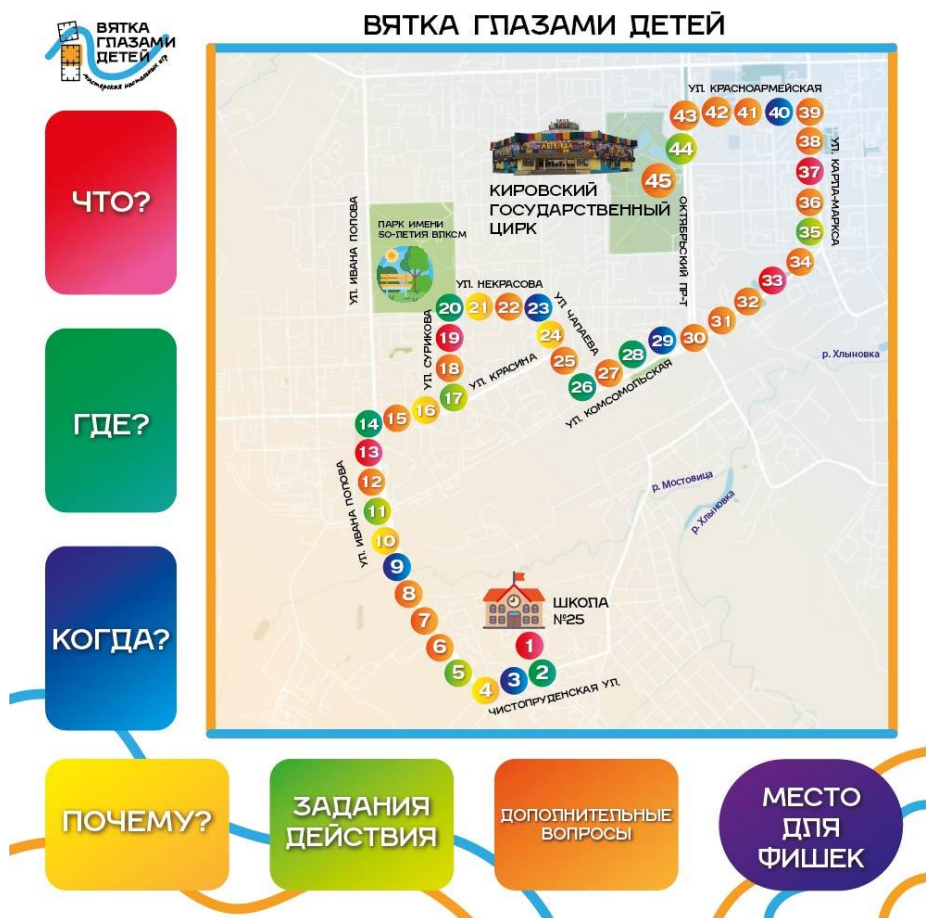 ВЯТКА
ГЛАЗАМИ
ДЕТЕЙ
мастерская настольных игр
ВЯТКА ГЛАЗАМИ ДЕТЕЙ
ЧТО?
ГДЕ?
КОГДА?
ПОЧЕМУ?
ЗАДАНИЯ
ДЕЙСТВИЯ
ДОПОЛНИТЕЛЬНЫЕ
ВОПРОСЫ
МЕСТО
ДЛЯ
ФИШЕК
УЛ. КРАСНОАРМЕЙСКАЯ
43
42
41
40
39
38
37
36
35
34
33
32
31
30
29
28
27
26
25
24
23
22
21
20
19
18
17
16
15
14
13
12
11
10
9
8
7
6
5
4
3
2
1
44
45
ЛЕГЕНДА
КИРОВСКИЙ
ГОСУДАРСТВЕННЫЙ
ЦИРК
УЛ. КАРЛА-МАРКСА
ОКТЯБРЬСКИЙ ПР-Т
УЛ. ИВАНА ПОПОВА
ПАРК ИМЕНИ
50-ЛЕТИЯ ВЛКСМ
УЛ. НЕКРАСОВА
УЛ. ЧАПАЕВА
УЛ. СУРИКОВА
УЛ. КРАСИНА
УЛ. КОМСОМОЛЬСКАЯ
р. Хлыновка
р. Мостовица
р. Хлыновка
УЛ. ИВАНА ПОПОВА
ШКОЛА
№25
ЧИСТОПРУДЕНСКАЯ УЛ.